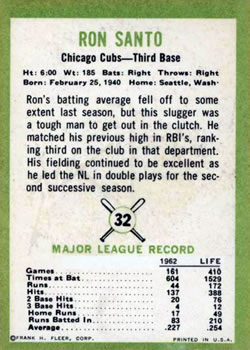 RON SANTO
Chicago Cubs—Third Base
Ht: 6:00 Wt: 185 Bats: Right Throws: Right
Born: February 25, 1940 Home: Seattle, Wash.
Ron's batting average fell off to some
extent last season, but this slugger was
a tough man to get out in the clutch. He
matched his previous high in RBI's, rank-
ing third on the club in that department.
His fielding continued to be excellent as
he led the NL in double plays for the sec-
ond successive season.
32
MAJOR LEAGUE RECORD
1962 LIFE
Games 161 410
Times at Bat 604 1529
Runs 44 172
Hits 137 388
2 Base Hits 20 76
3 Base Hits 4 12
Home Runs 17 49
Runs Batted In 83 210
Average .227 .254
©FRANK H. FLEER, CORP. PRINTED IN U.S.A.